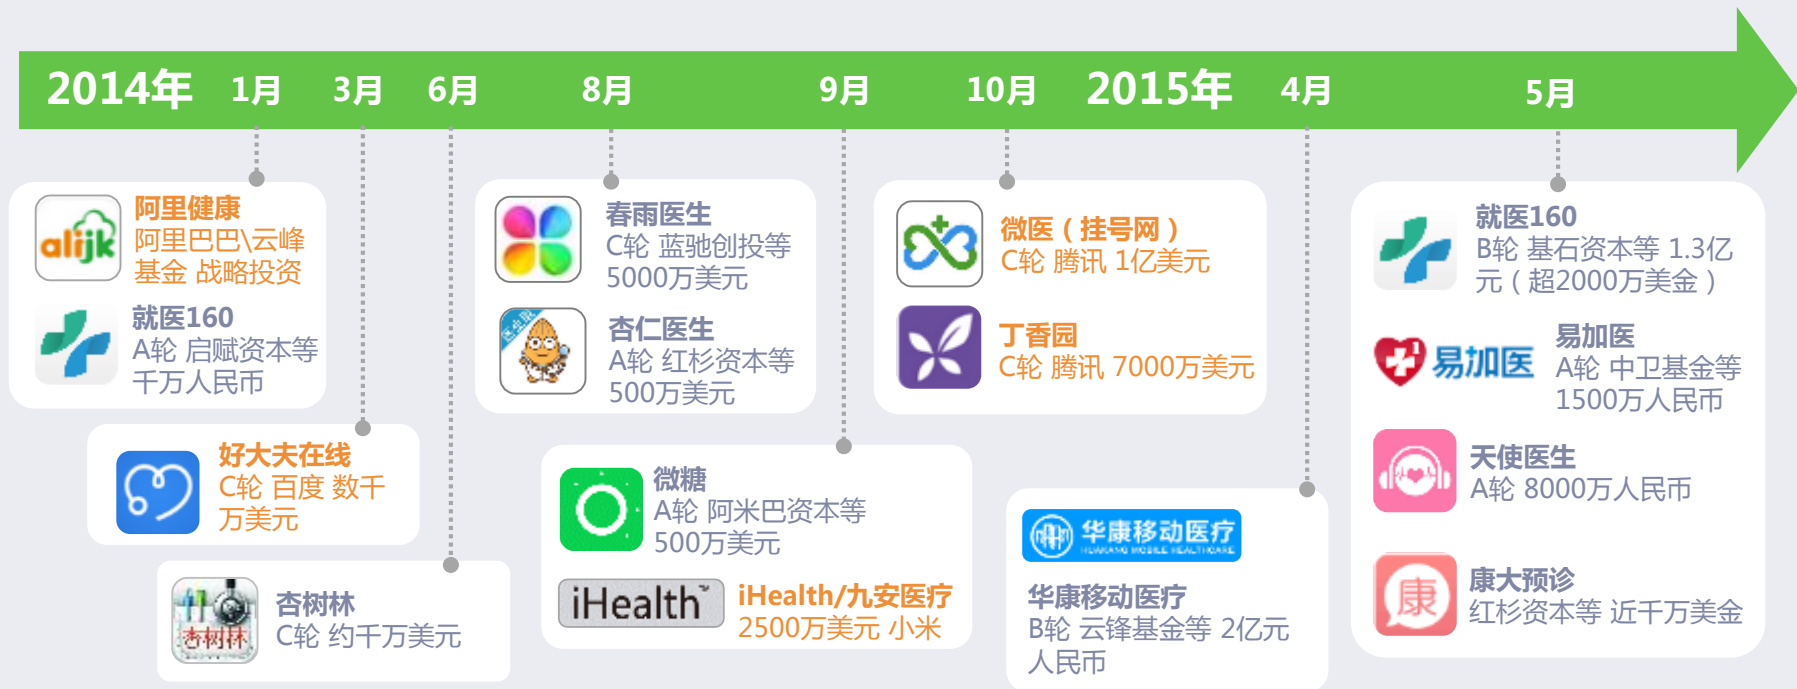 2014年 1月 3月 6月 8月 9月 10月 2015年 4月 5月
alijk
阿里健康
阿里巴巴\云峰
基金 战略投资
就医160
A轮 启赋资本等
千万人民币
好大夫在线
C轮 百度 数千
万美元
杏树林
杏树林
C轮 约千万美元
春雨医生
C轮 蓝驰创投等
5000万美元
医生版
杏仁医生
A轮 红杉资本等
500万美元
微糖
A轮 阿米巴资本等
500万美元
iHealth™
iHealth/九安医疗
2500万美元 小米
微医（挂号网）
C轮 腾讯 1亿美元
丁香园
C轮 腾讯 7000万美元
华康移动医疗
HUAKANG MOBILE HEALTHCARE
华康移动医疗
B轮 云锋基金等 2亿元
人民币
就医160
B轮 基石资本等 1.3亿
元（超2000万美金）
易加医
易加医
A轮 中卫基金等
1500万人民币
天使医生
A轮 8000万人民币
康
康大预诊
红杉资本等 近千万美金